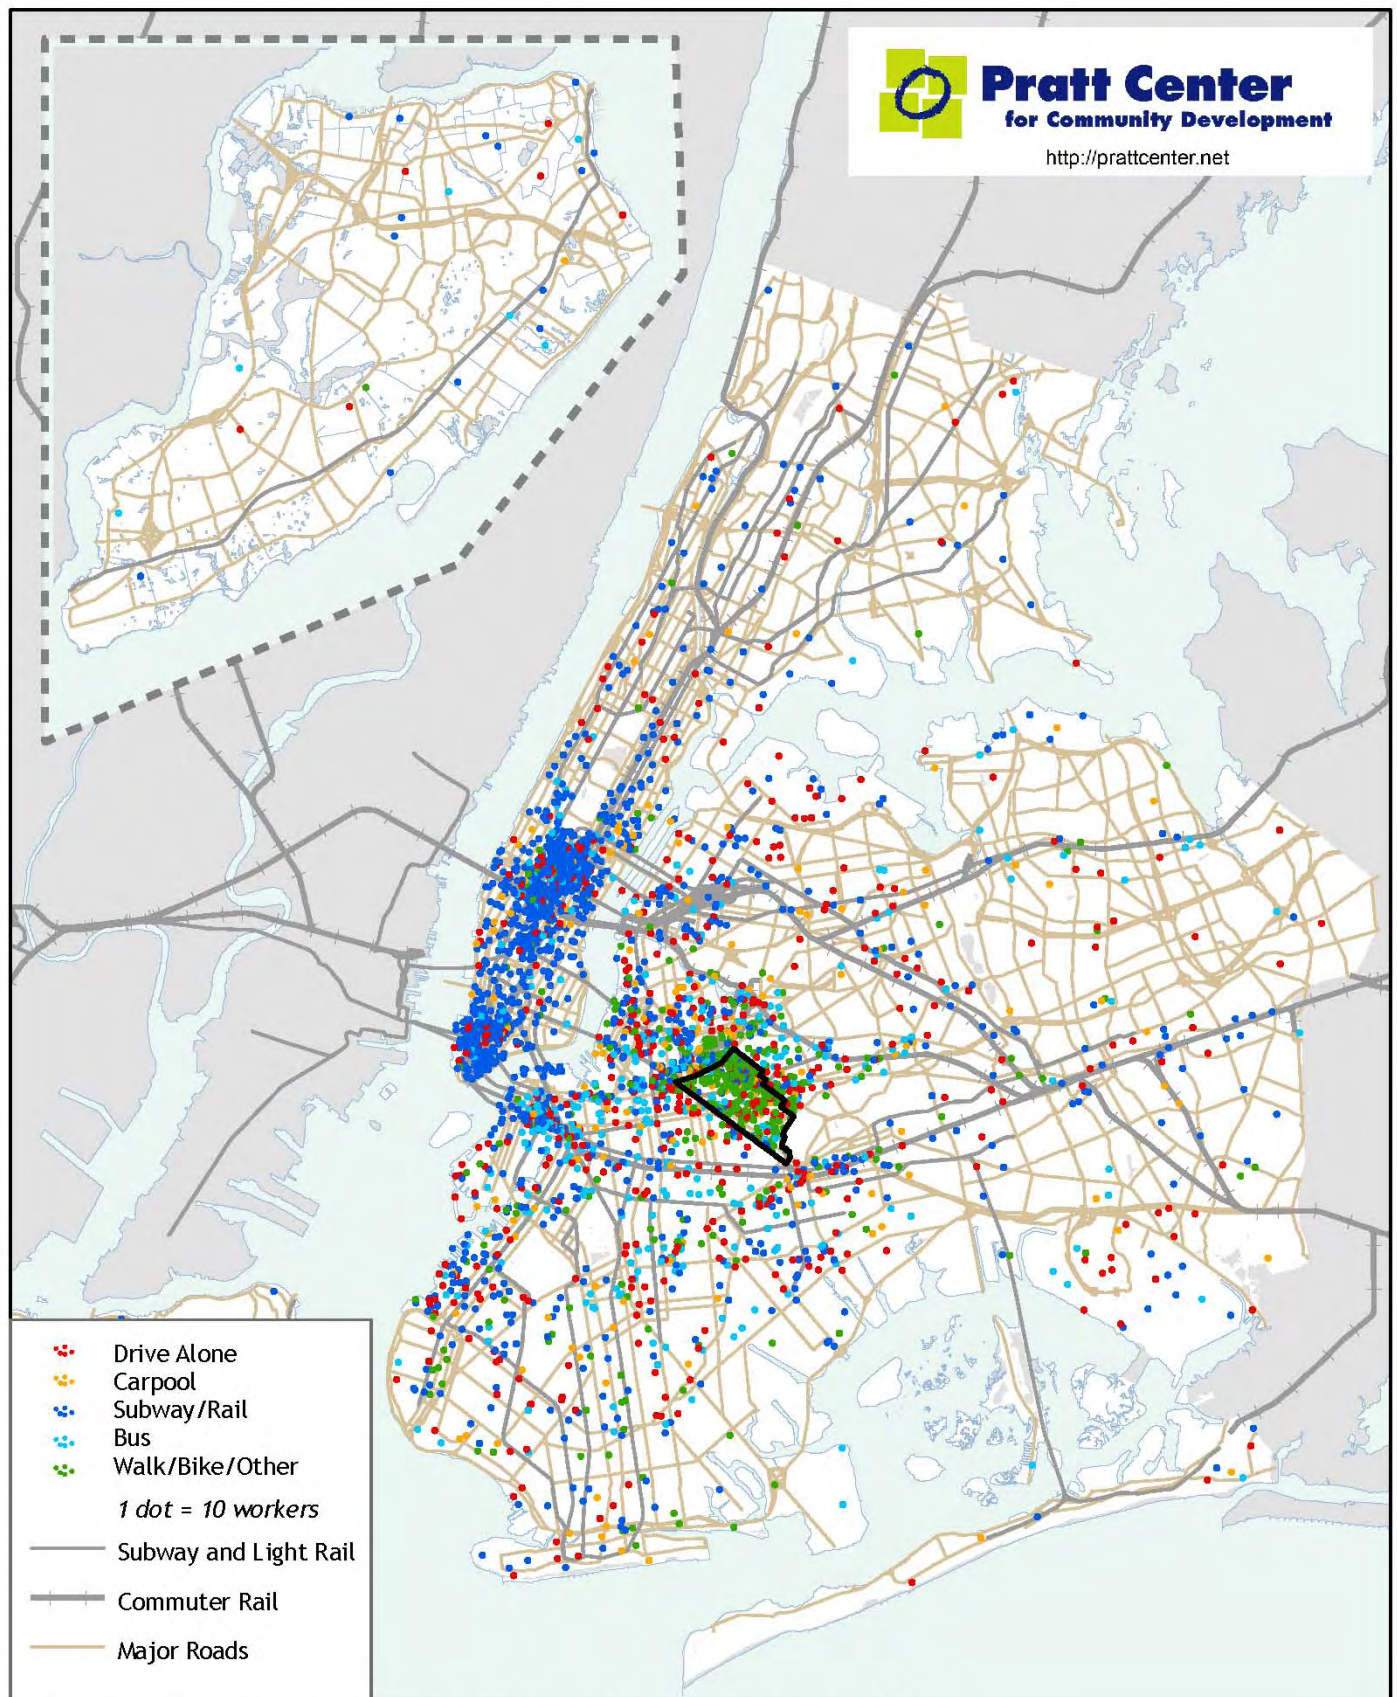 Pratt Center
for Community Development
http://prattcenter.net
Drive Alone
Carpool
Subway/Rail
Bus
Walk/Bike/Other
1 dot = 10 workers
Subway and Light Rail
Commuter Rail
Major Roads